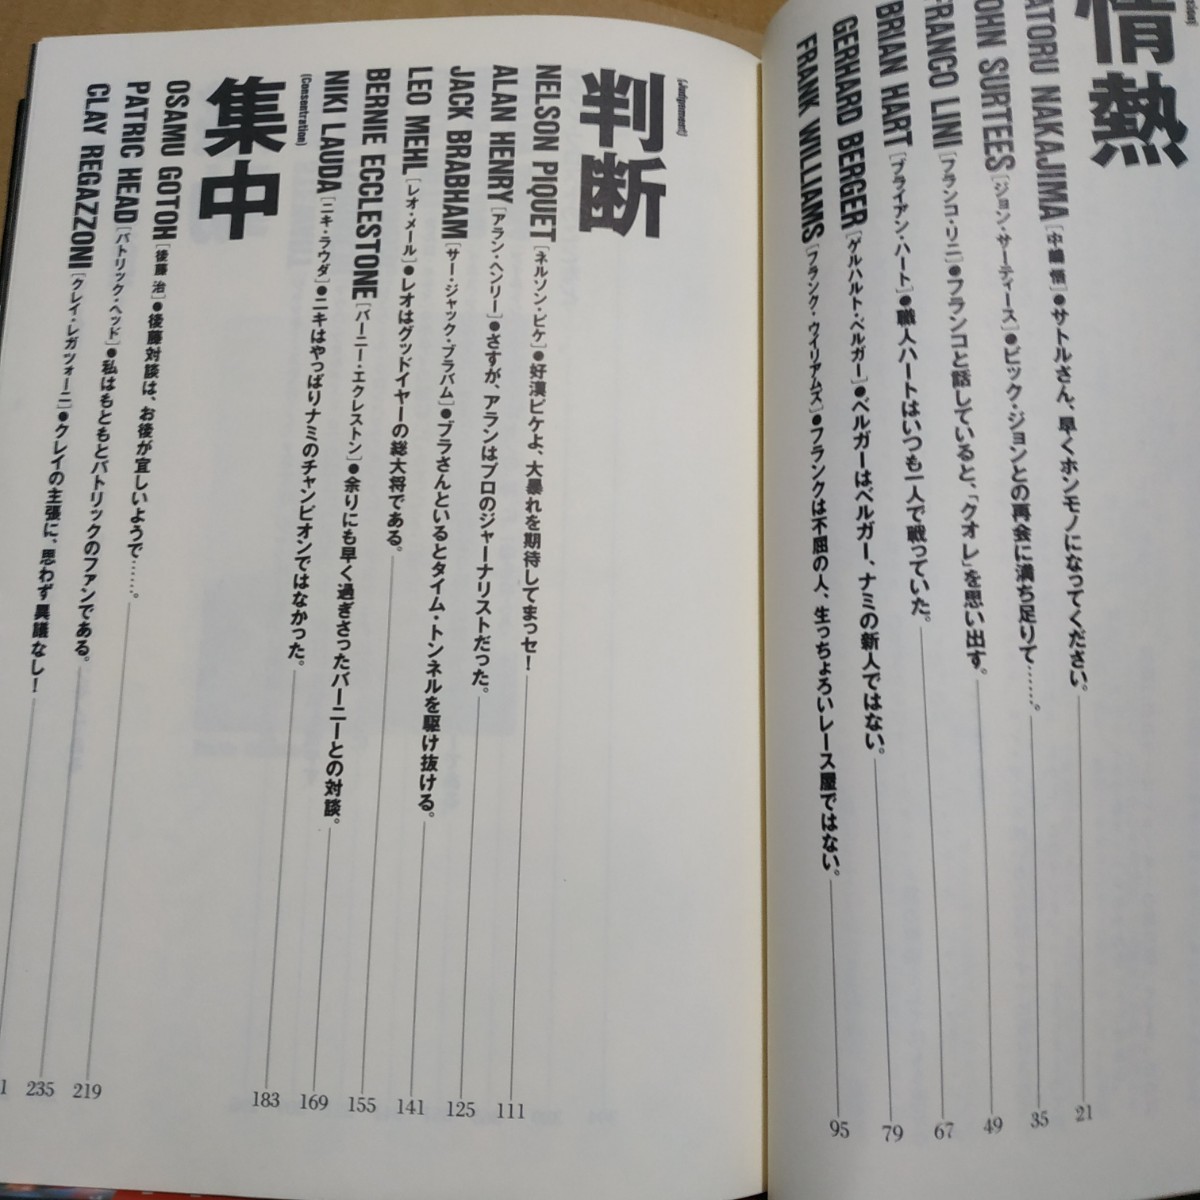 情熱
ATORU NAKAJIMA [中嶋 悟]●サトルさん、早くホンモノになってください。 21
OHN SURTEES [ジョン・サーティース]●ビック・ジョンとの再会に満ち足りて……。 35
FRANCO LINI [フランコ・リニ]●フランコと話していると、「クオレ」を思い出す。 49
BRIAN HART [ブライアン・ハート]●職人ハートはいつも一人で戦っていた。 67
GERHARD BERGER [ゲルハルト・ベルガー]●ベルガーはベルガー、ナミの新人ではない。 79
FRANK WILLIAMS [フランク・ウイリアムズ]●フランクは不屈の人、生っちょろいレース屋ではない。 95
[Judgement]
判断
NELSON PIQUET [ネルソン・ピケ]●好漢ピケよ、大暴れを期待してまっセ! 111
ALAN HENRY [アラン・ヘンリー]●さすが、アランはプロのジャーナリストだった。 125
JACK BRABHAM [サー・ジャック・ブラバム]●ブラさんといるとタイム・トンネルを駆け抜ける。 141
LEO MEHL [レオ・メール]●レオはグッドイヤーの総大将である。 155
BERNIE ECCLESTONE [バーニー・エクレストン]●余りにも早く過ぎさったバーニーとの対談。 169
NIKI LAUDA [ニキ・ラウダ]●ニキはやっぱりナミのチャンピオンではなかった。 183
[Consentration]
集中
OSAMU GOTOH [後藤 治]●後藤対談は、お後が宜しいようで……。 219
PATRIC HEAD [パトリック・ヘッド]●私はもともとパトリックのファンである。 235
CLAY REGAZZONI [クレイ・レガツォーニ]●クレイの主張に、思わず異議なし! 1